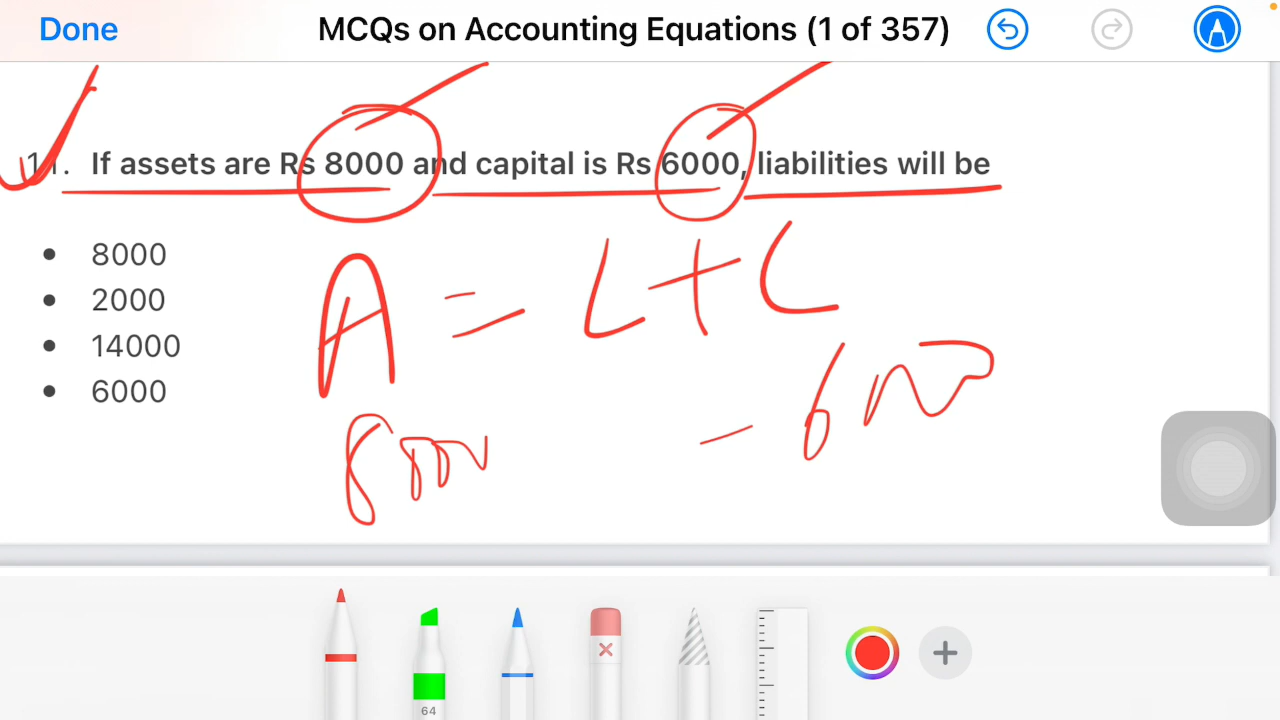 Done MCQs on Accounting Equations (1 of 357)
11. If assets are Rs 8000 and capital is Rs 6000, liabilities will be
• 8000
• 2000
• 14000
• 6000
A = L + C
8000 - 6000
64